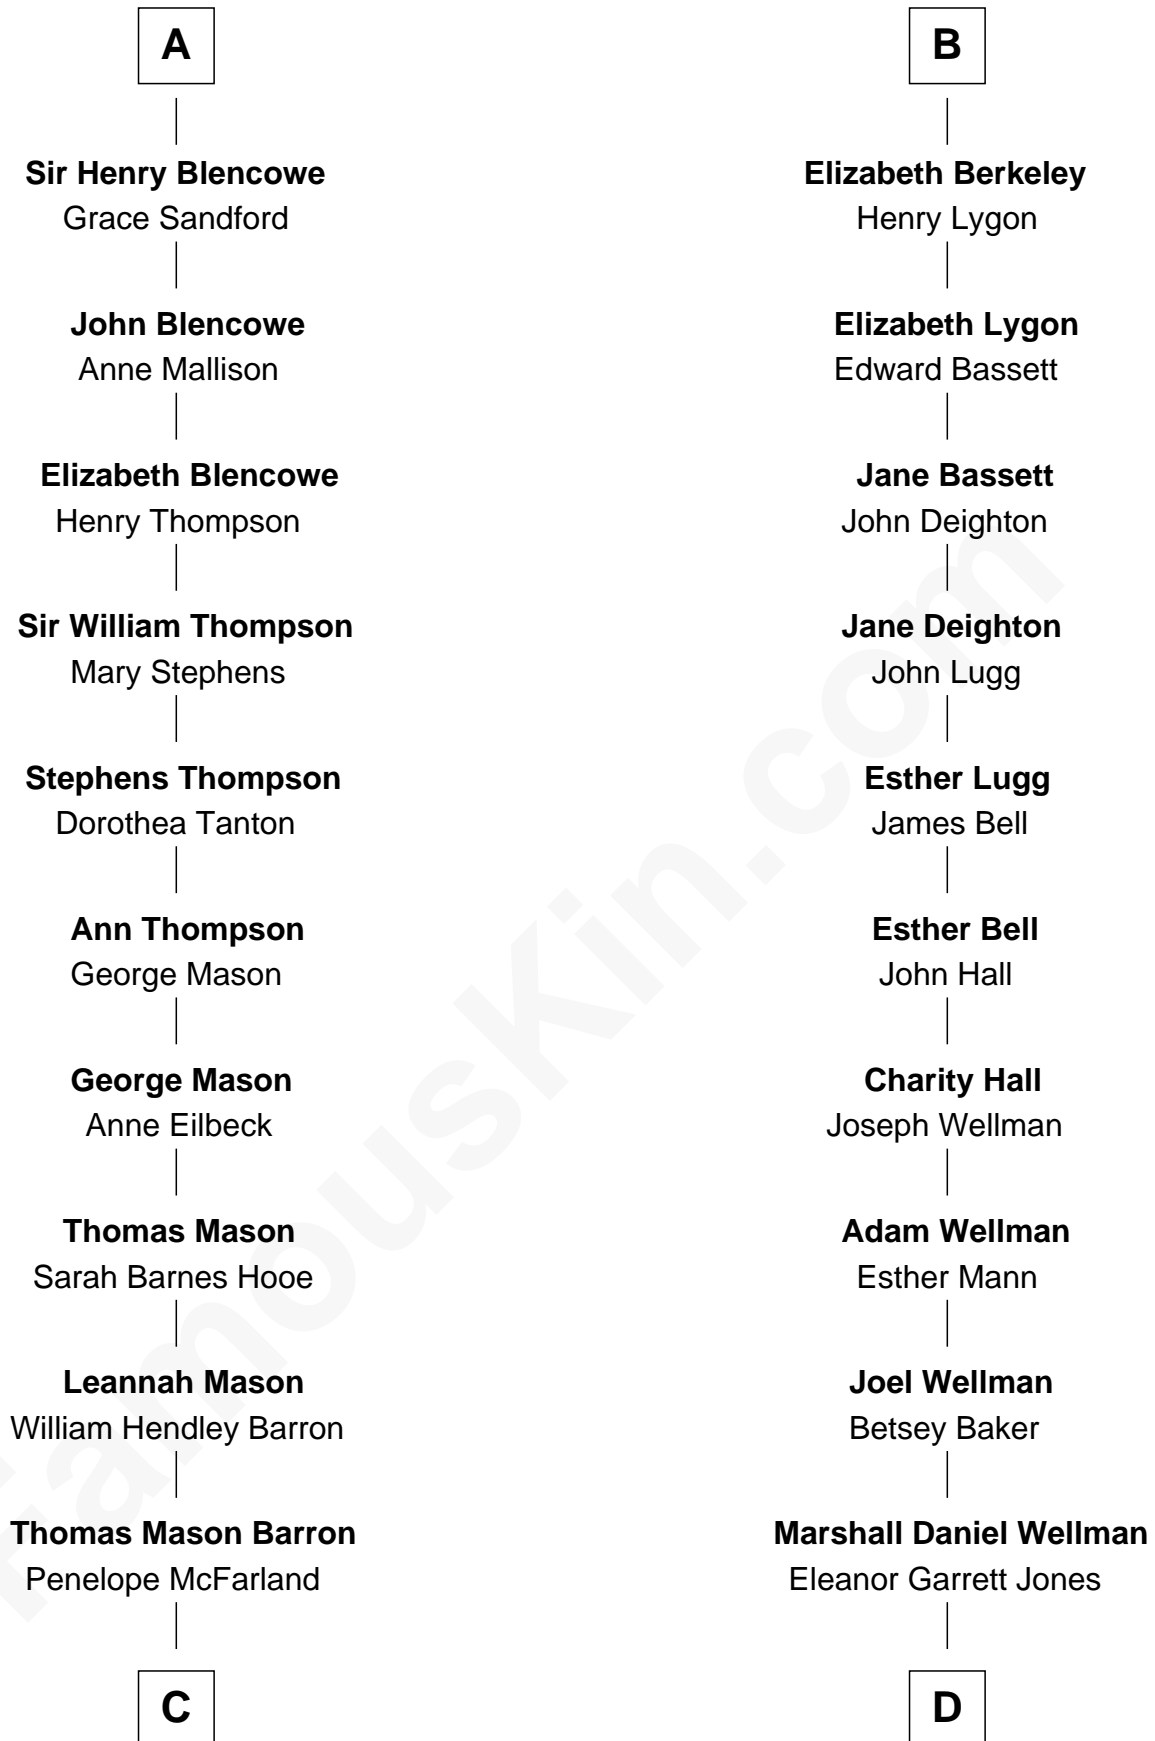 A
Sir Henry Blencowe
Grace Sandford
John Blencowe
Anne Mallison
Elizabeth Blencowe
Henry Thompson
Sir William Thompson
Mary Stephens
Stephens Thompson
Dorothea Tanton
Ann Thompson
George Mason
George Mason
Anne Eilbeck
Thomas Mason
Sarah Barnes Hooe
Leannah Mason
William Hendley Barron
Thomas Mason Barron
Penelope McFarland
C
B
Elizabeth Berkeley
Henry Lygon
Elizabeth Lygon
Edward Bassett
Jane Bassett
John Deighton
Jane Deighton
John Lugg
Esther Lugg
James Bell
Esther Bell
John Hall
Charity Hall
Joseph Wellman
Adam Wellman
Esther Mann
Joel Wellman
Betsey Baker
Marshall Daniel Wellman
Eleanor Garrett Jones
D
FamousKin.com